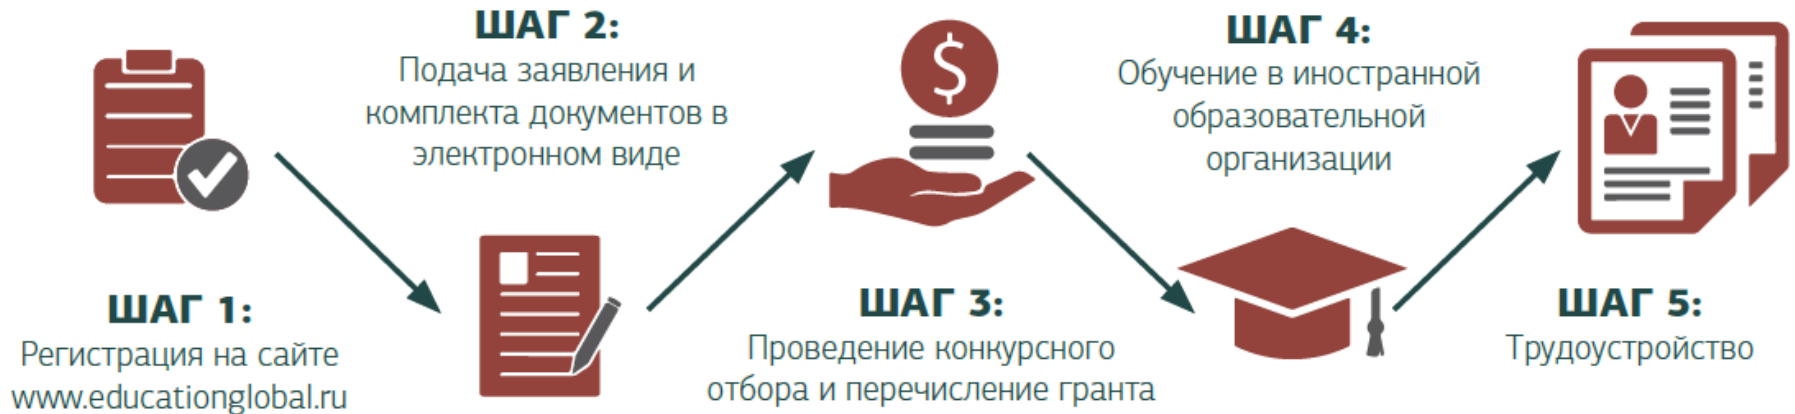 ШАГ 1:
Регистрация на сайте
www.educationglobal.ru
ШАГ 2:
Подача заявления и
комплекта документов в
электронном виде
$
ШАГ 3:
Проведение конкурсного
отбора и перечисление гранта
ШАГ 4:
Обучение в иностранной
образовательной
организации
ШАГ 5:
Трудоустройство